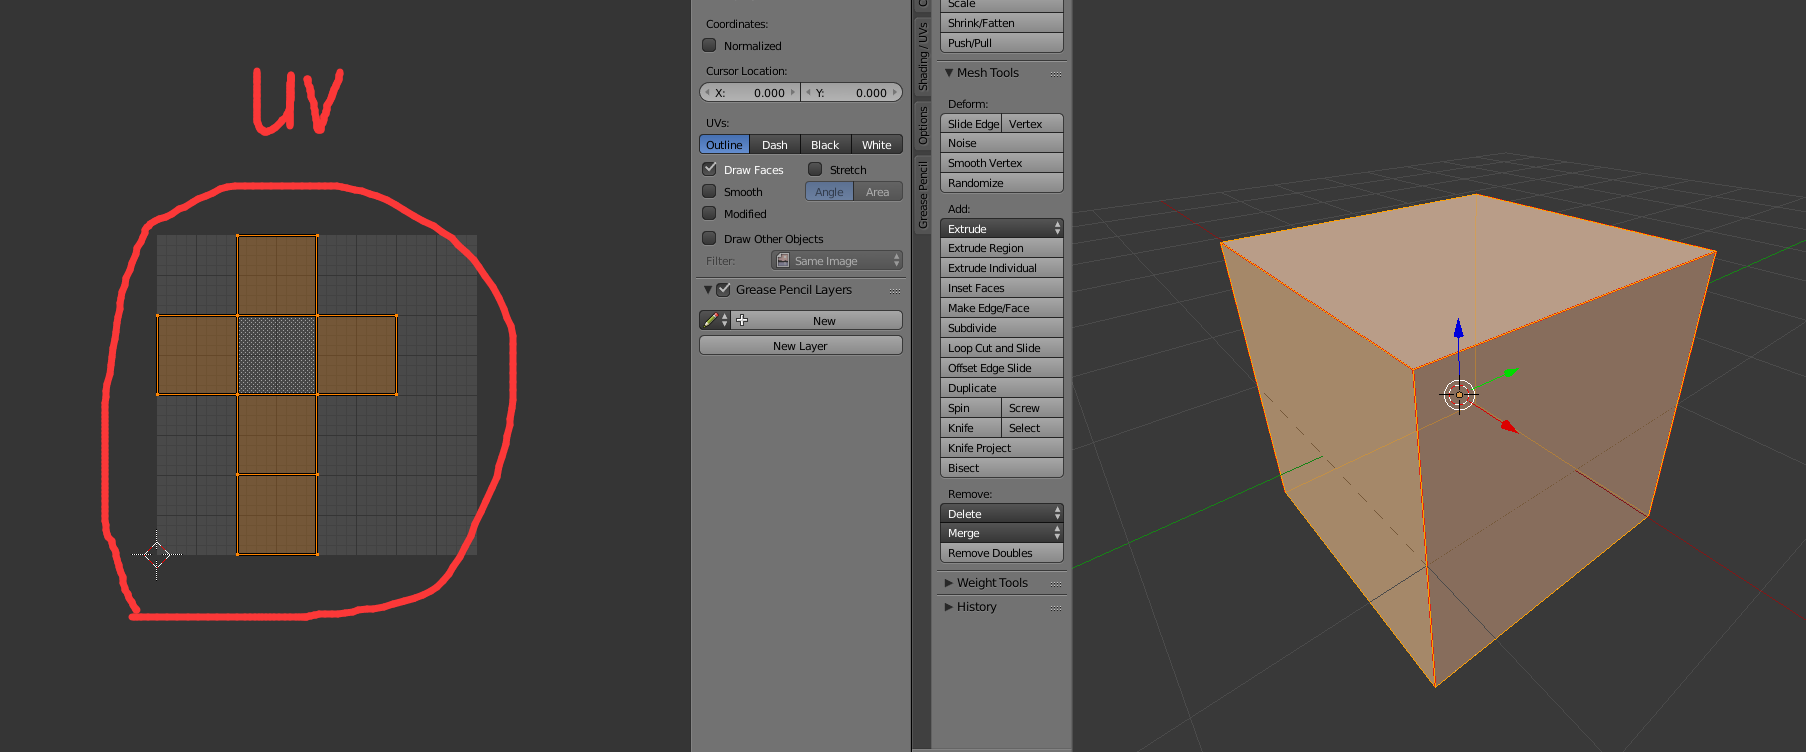 UV
Coordinates:
Normalized
Cursor Location:
X: 0.000 Y: 0.000
UVs:
Outline Dash Black White
Draw Faces Stretch
Smooth Angle Area
Modified
Draw Other Objects
Filter: Same Image
Grease Pencil Layers
New
New Layer
Shading / UVs
Options
Grease Pencil
Scale
Shrink/Fatten
Push/Pull
Mesh Tools
Deform:
Slide Edge Vertex
Noise
Smooth Vertex
Randomize
Add:
Extrude
Extrude Region
Extrude Individual
Inset Faces
Make Edge/Face
Subdivide
Loop Cut and Slide
Offset Edge Slide
Duplicate
Spin Screw
Knife Select
Knife Project
Bisect
Remove:
Delete
Merge
Remove Doubles
Weight Tools
History